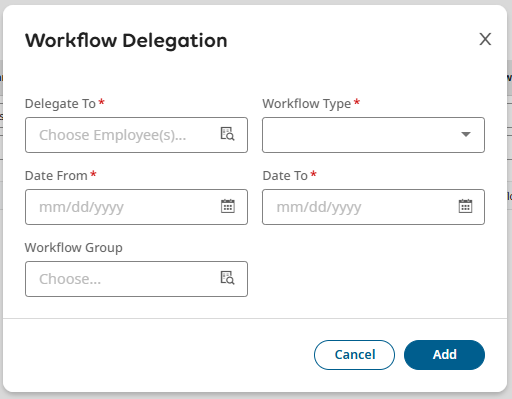 Workflow Delegation
Delegate To *
Workflow Type *
Choose Employee(s)...
Date From *
Date To *
mm/dd/yyyy
mm/dd/yyyy
Workflow Group
Choose...
Cancel
Add